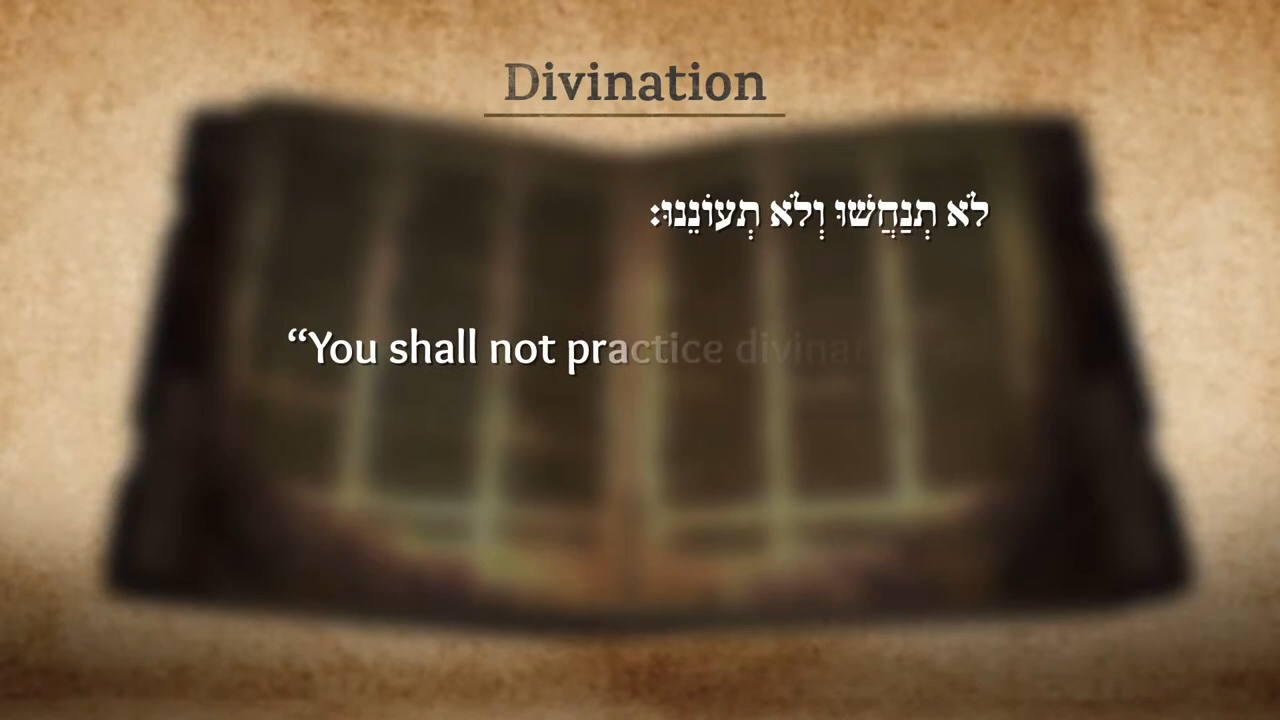 Divination
לֹא תְנַחֲשׁוּ וְלֹא תְעוֹנֵנוּ׃
“You shall not practice